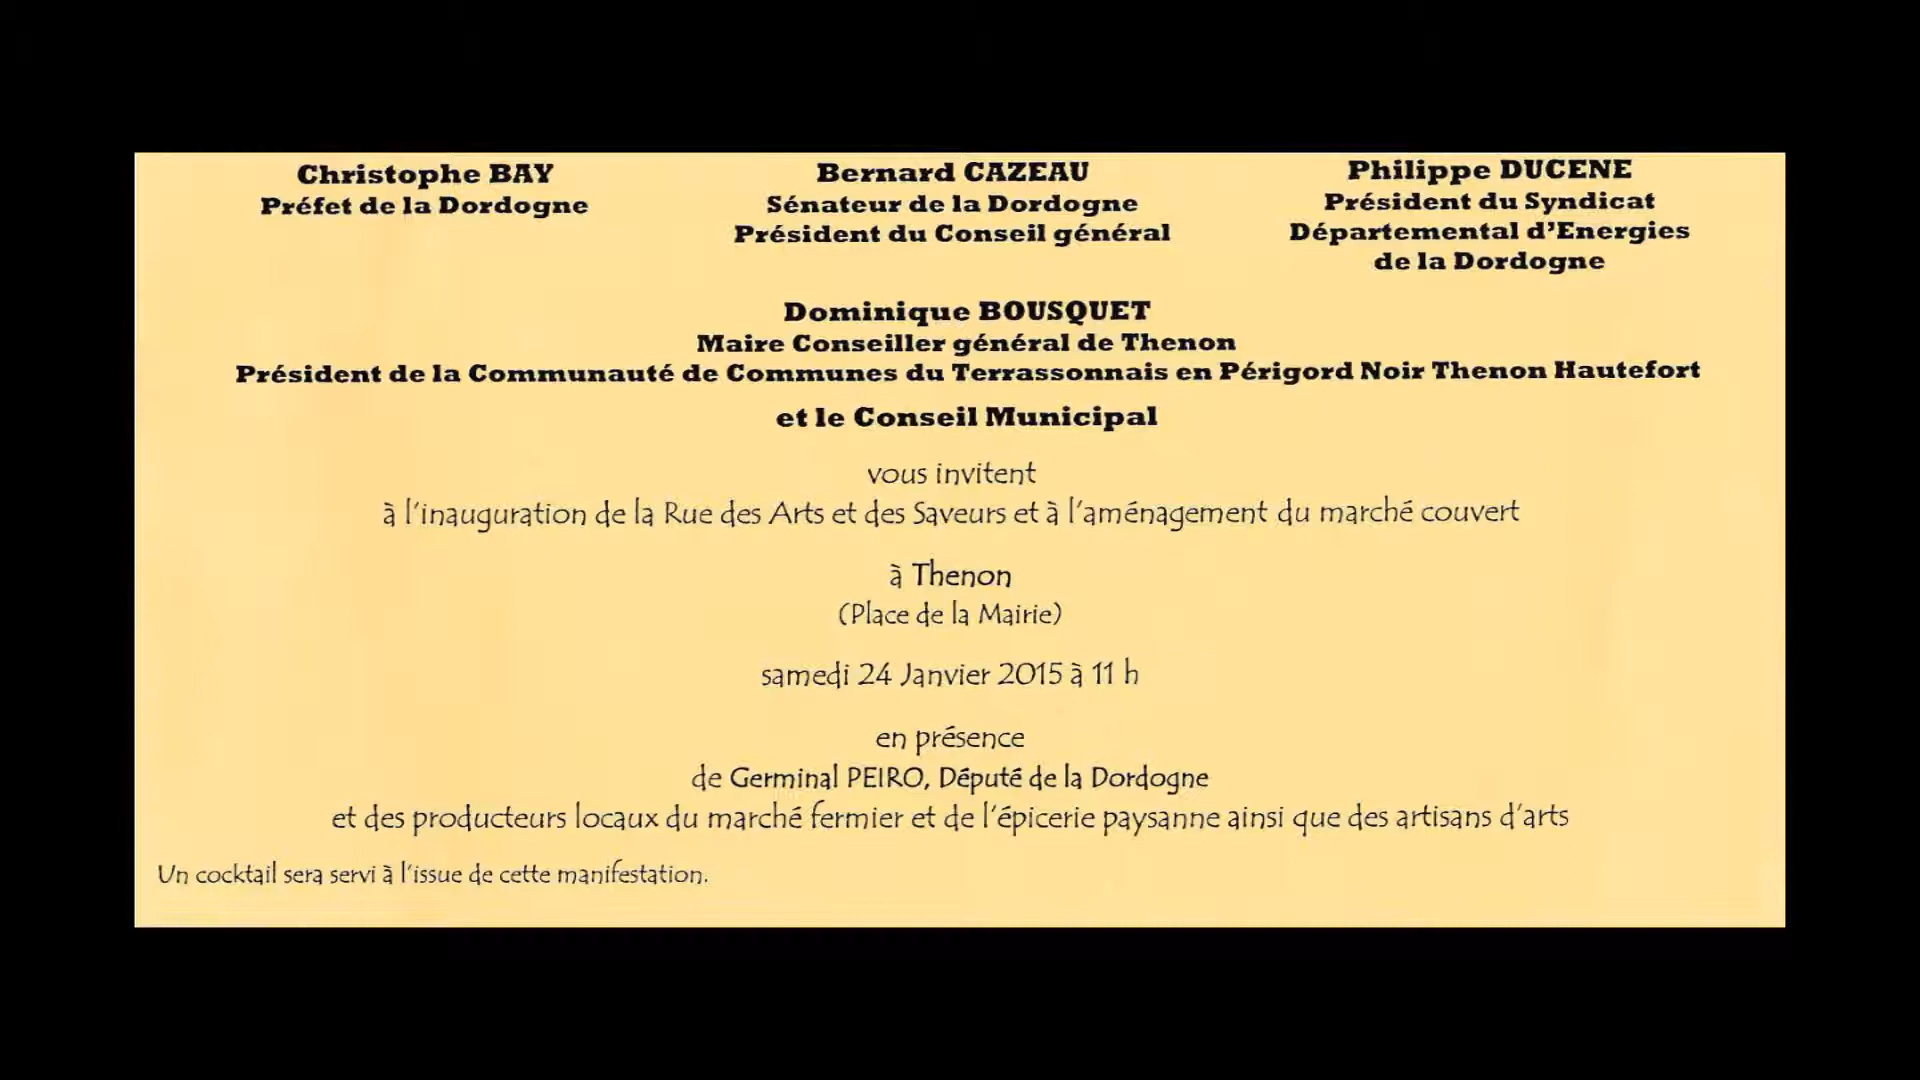 Christophe BAY
Préfet de la Dordogne
Bernard CAZEAU
Sénateur de la Dordogne
Président du Conseil général
Philippe DUCENE
Président du Syndicat
Départemental d'Energies
de la Dordogne
Dominique BOUSQUET
Maire Conseiller général de Thenon
Président de la Communauté de Communes du Terrassonnais en Périgord Noir Thenon Hautefort
et le Conseil Municipal
vous invitent
à l'inauguration de la Rue des Arts et des Saveurs et à l'aménagement du marché couvert
à Thenon
(Place de la Mairie)
samedi 24 Janvier 2015 à 11 h
en présence
de Germinal PEIRO, Député de la Dordogne
et des producteurs locaux du marché fermier et de l'épicerie paysanne ainsi que des artisans d'arts
Un cocktail sera servi à l'issue de cette manifestation.